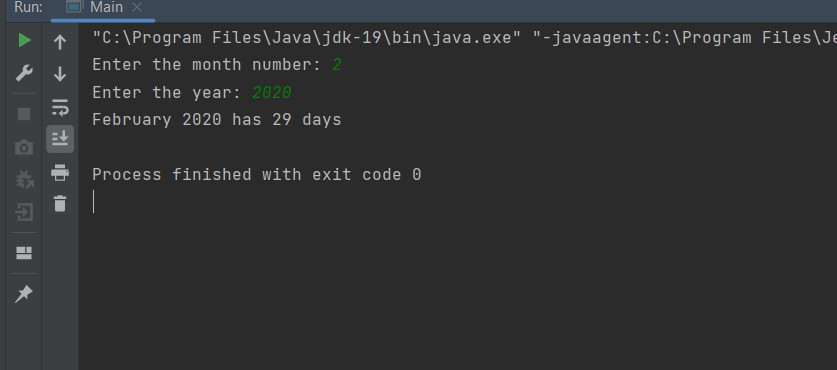 Run: Main
"C:\Program Files\Java\jdk-19\bin\java.exe" "-javaagent:C:\Program Files\Je
Enter the month number: 2
Enter the year: 2020
February 2020 has 29 days
Process finished with exit code 0